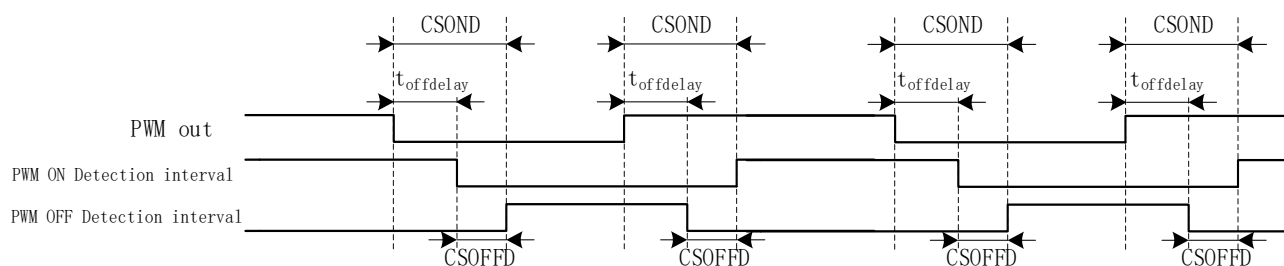 CSOND CSOND CSOND CSOND
toffdelay toffdelay toffdelay toffdelay
PWM out
PWM ON Detection interval
PWM OFF Detection interval
CSOFFD CSOFFD CSOFFD CSOFFD